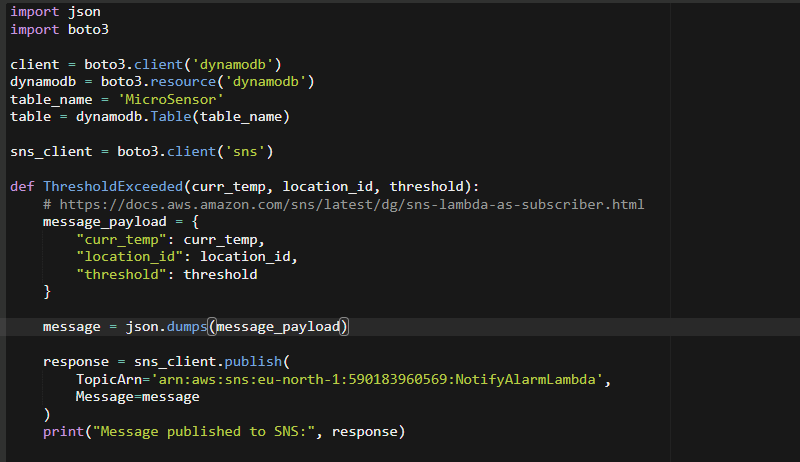 import json
import boto3

client = boto3.client('dynamodb')
dynamodb = boto3.resource('dynamodb')
table_name = 'MicroSensor'
table = dynamodb.Table(table_name)

sns_client = boto3.client('sns')

def ThresholdExceeded(curr_temp, location_id, threshold):
    # https://docs.aws.amazon.com/sns/latest/dg/sns-lambda-as-subscriber.html
    message_payload = {
        "curr_temp": curr_temp,
        "location_id": location_id,
        "threshold": threshold
    }

    message = json.dumps(message_payload)

    response = sns_client.publish(
        TopicArn='arn:aws:sns:eu-north-1:590183960569:NotifyAlarmLambda',
        Message=message
    )
    print("Message published to SNS:", response)